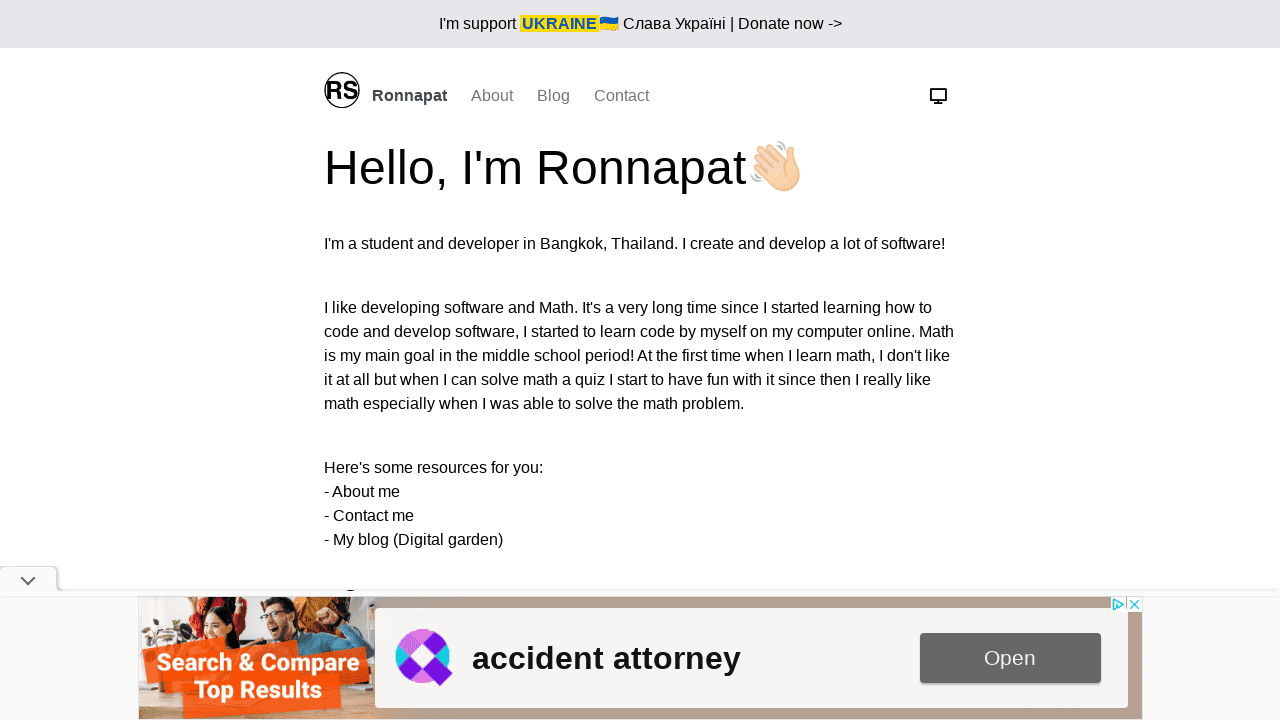 I'm support UKRAINE🇺🇦 Слава Україні | Donate now ->
RS Ronnapat About Blog Contact
Hello, I'm Ronnapat👋🏻
I'm a student and developer in Bangkok, Thailand. I create and develop a lot of software!
I like developing software and Math. It's a very long time since I started learning how to
code and develop software, I started to learn code by myself on my computer online. Math
is my main goal in the middle school period! At the first time when I learn math, I don't like
it at all but when I can solve math a quiz I start to have fun with it since then I really like
math especially when I was able to solve the math problem.
Here's some resources for you:
- About me
- Contact me
- My blog (Digital garden)
Search & Compare
Top Results
accident attorney
Open